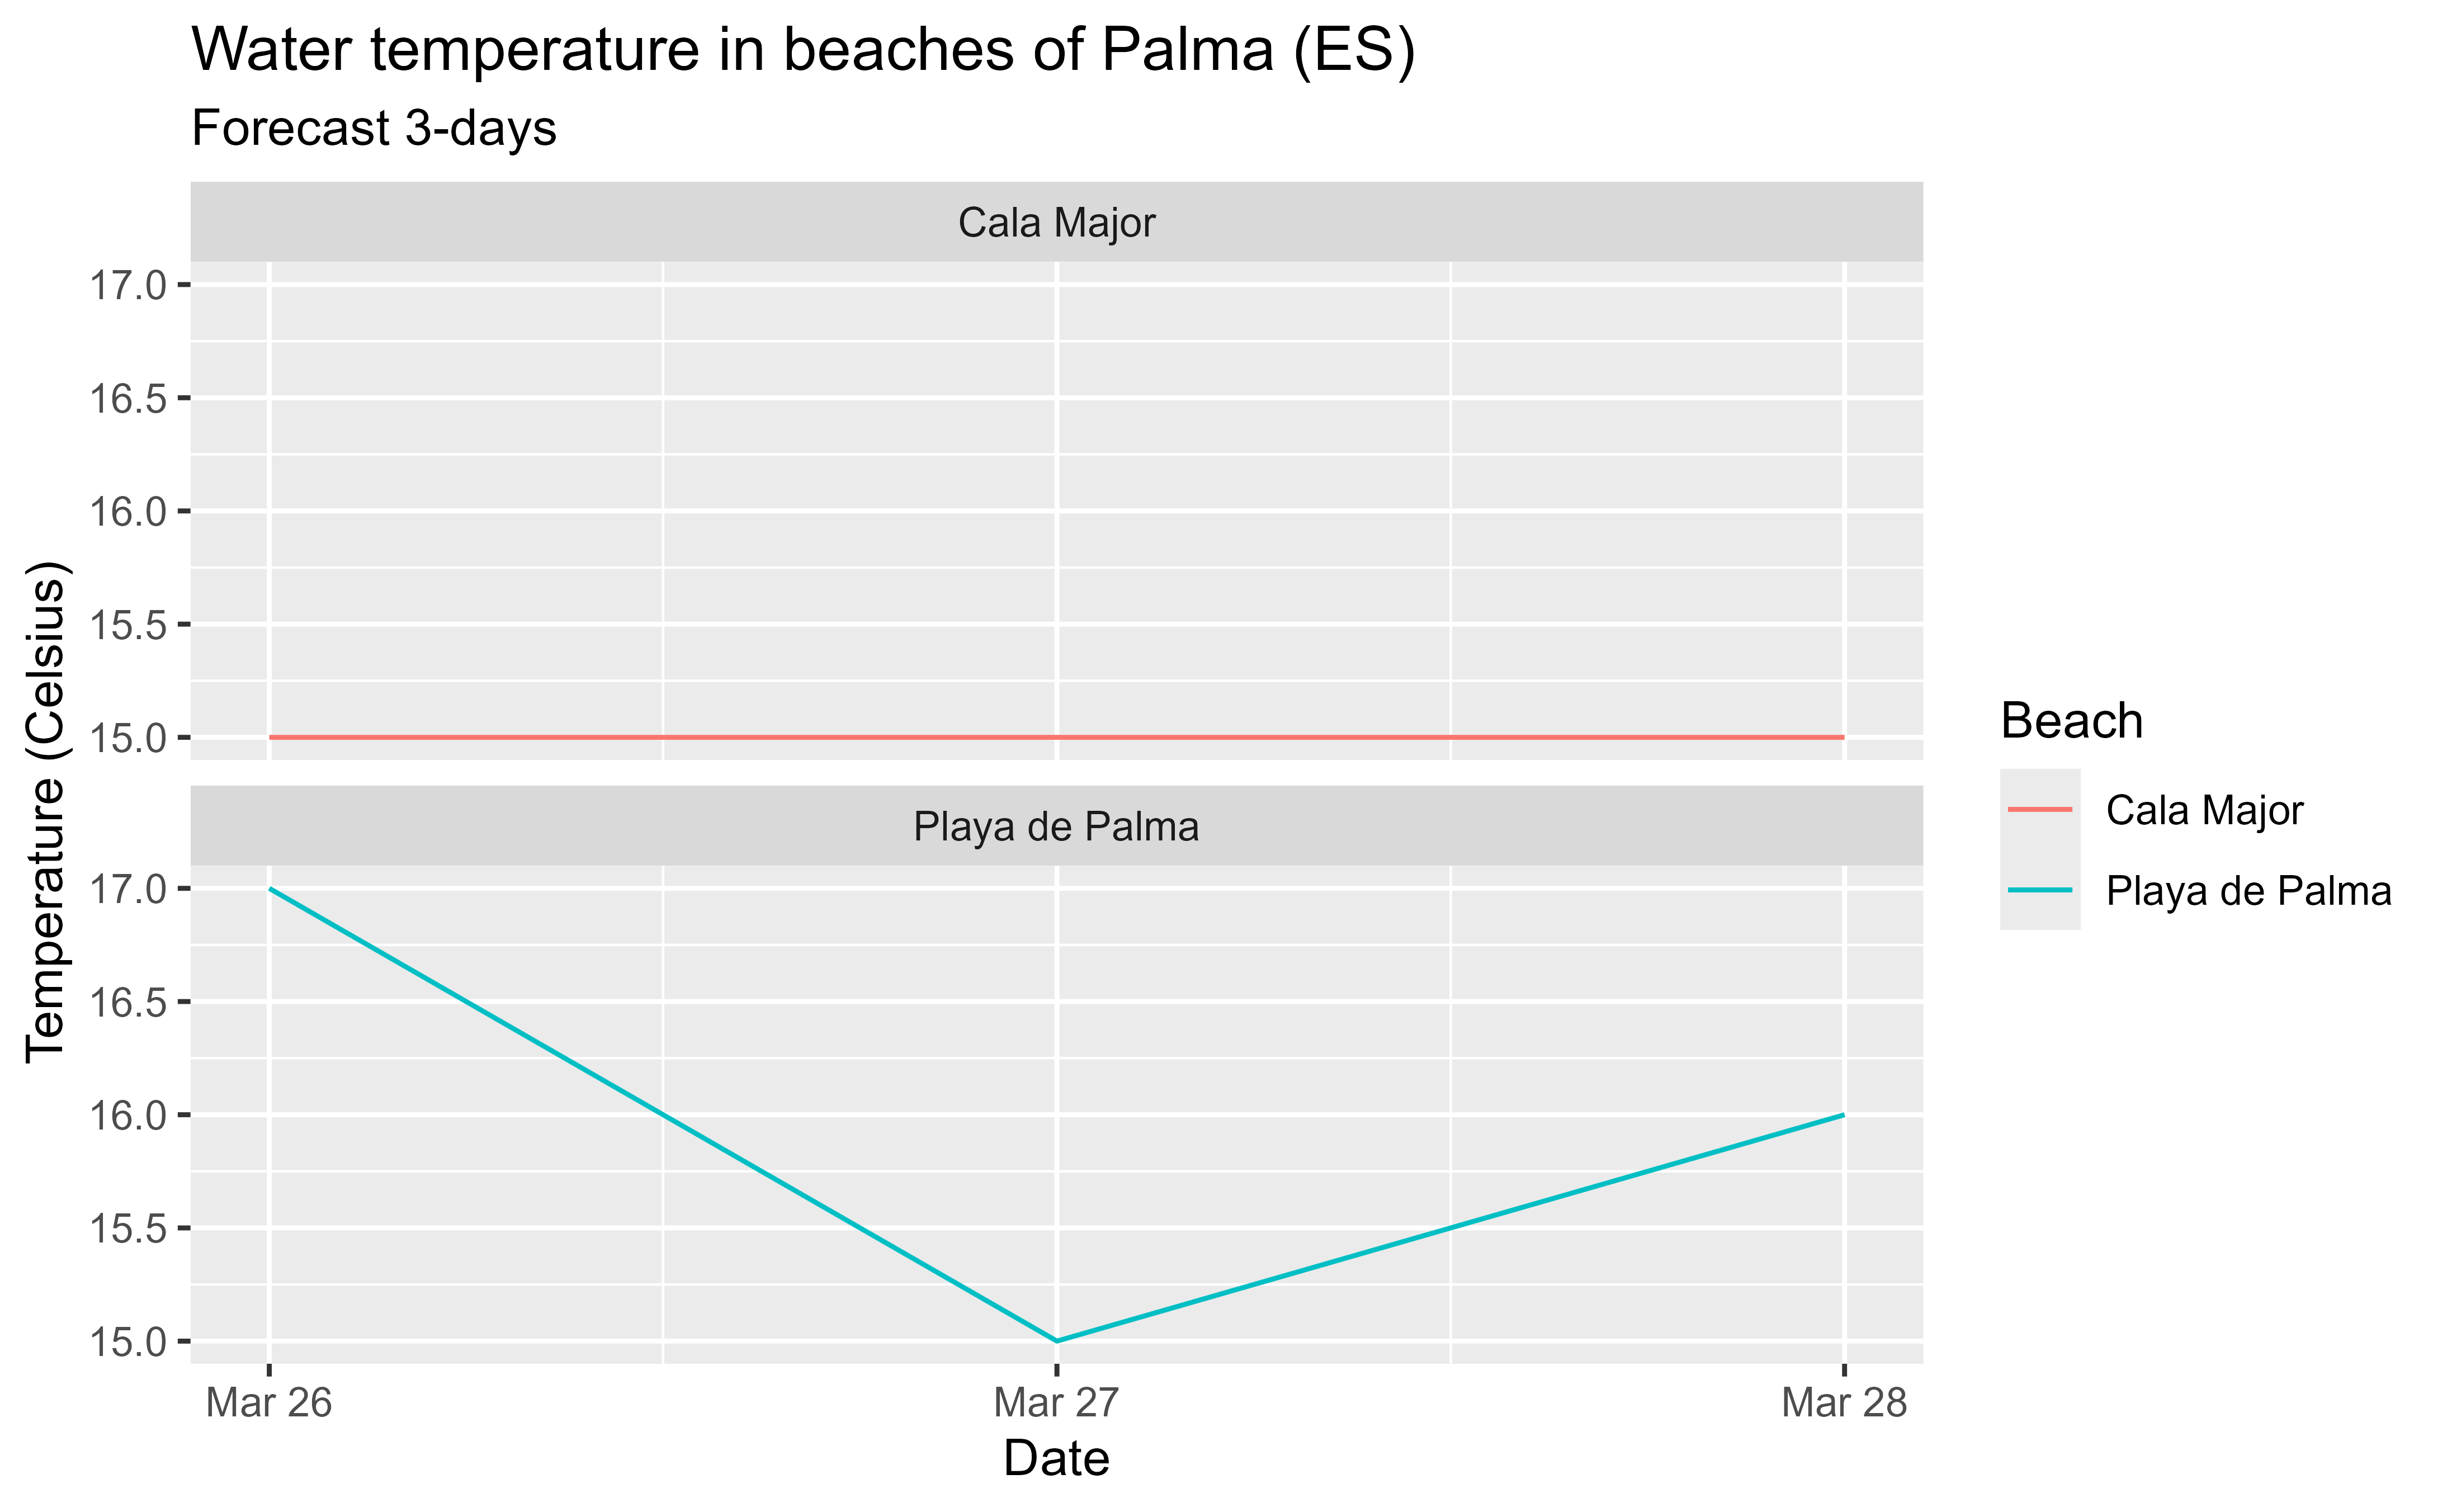 Water temperature in beaches of Palma (ES)
Forecast 3-days
Cala Major
17.0
16.5
16.0
15.5
15.0
Playa de Palma
17.0
16.5
16.0
15.5
15.0
Temperature (Celsius)
Mar 26
Mar 27
Mar 28
Date
Beach
Cala Major
Playa de Palma